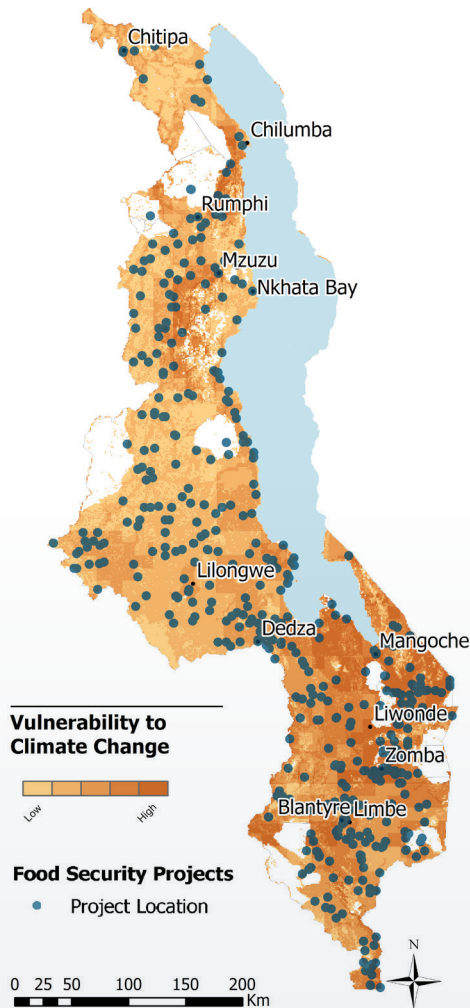 Chitipa
Chilumba
Rumphi
Mzuzu
Nkhata Bay
Lilongwe
Dedza
Mangoche
Liwonde
Zomba
Blantyre Limbe
Vulnerability to
Climate Change
Low High
Food Security Projects
Project Location
N
0 25 50 100 150 200
Km